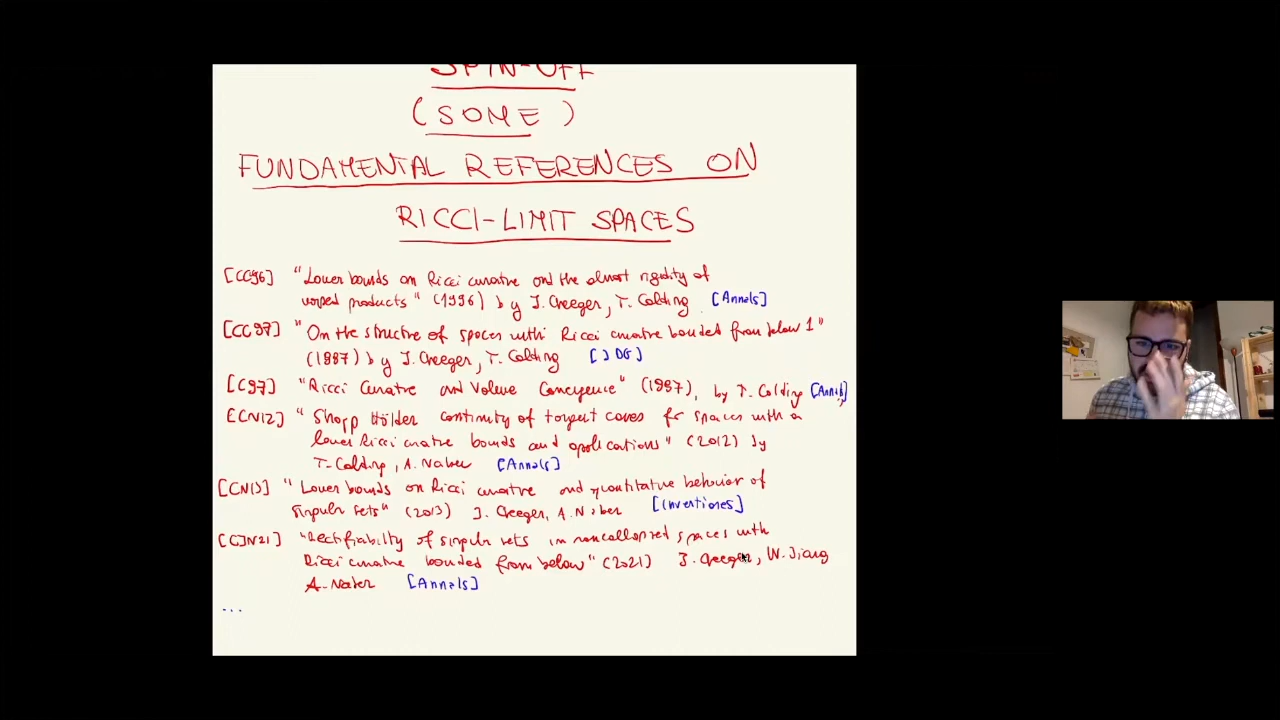 SPIN-OFF
(SOME)
FUNDAMENTAL REFERENCES ON
RICCI-LIMIT SPACES
[CC96] "Lower bounds on Ricci curvature and the almost rigidity of
warped products" (1996) by J. Cheeger, T. Colding [Annals]
[CC97] "On the structure of spaces with Ricci curvature bounded from below 1"
(1997) by J. Cheeger, T. Colding [JDG]
[C97] "Ricci Curvature and Volume Convergence" (1997), by T. Colding [Annals]
[CN12] "Sharp Hölder continuity of tangent cones for spaces with a
lower Ricci curvature bounds and applications" (2012) by
T. Colding, A. Naber [Annals]
[CN13] "Lower bounds on Ricci curvature and quantitative behavior of
singular sets" (2013) J. Cheeger, A. Naber [Inventiones]
[CJN21] "Rectifiability of singular sets in noncollapsed spaces with
Ricci curvature bounded from below" (2021) J. Cheeger, W. Jiang
A. Naber [Annals]
...